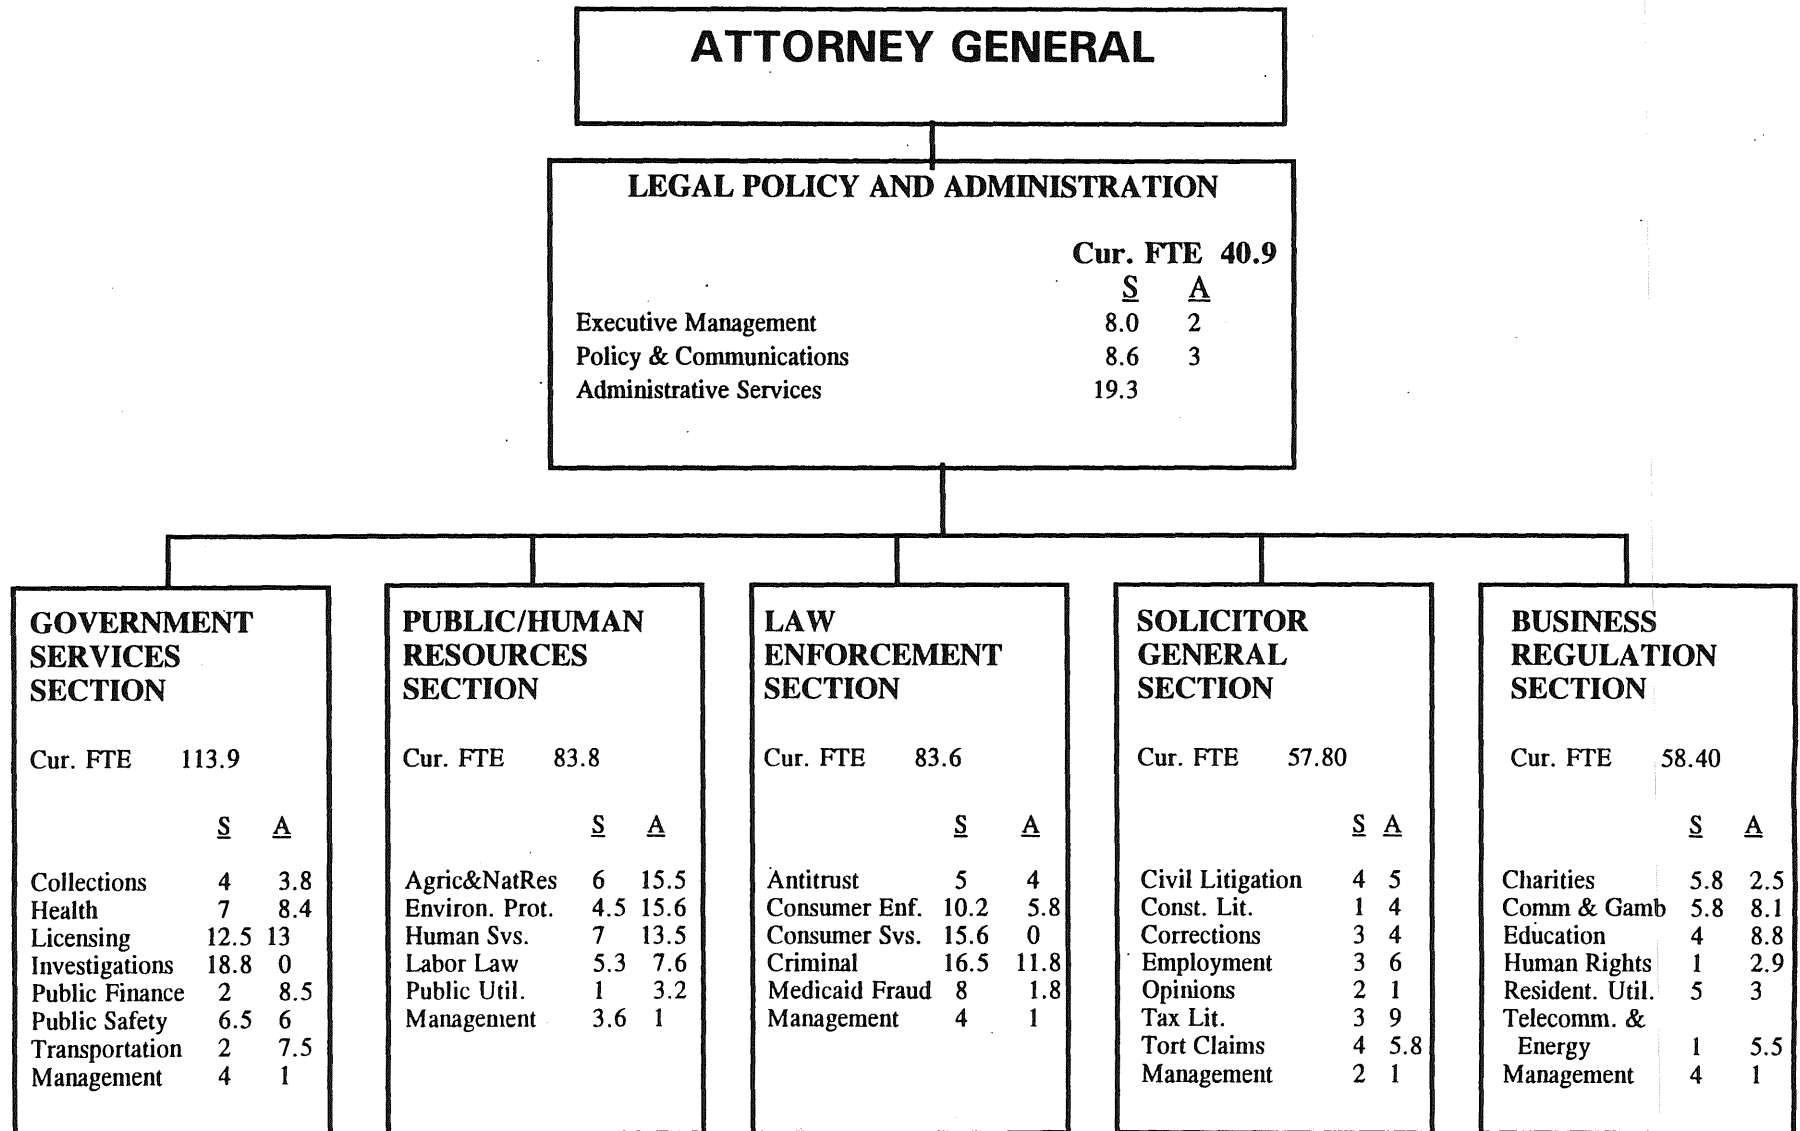 ATTORNEY GENERAL
LEGAL POLICY AND ADMINISTRATION
Cur. FTE 40.9
S A
Executive Management 8.0 2
Policy & Communications 8.6 3
Administrative Services 19.3
GOVERNMENT
SERVICES
SECTION
Cur. FTE 113.9
S A
Collections 4 3.8
Health 7 8.4
Licensing 12.5 13
Investigations 18.8 0
Public Finance 2 8.5
Public Safety 6.5 6
Transportation 2 7.5
Management 4 1
PUBLIC/HUMAN
RESOURCES
SECTION
Cur. FTE 83.8
S A
Agric&NatRes 6 15.5
Environ. Prot. 4.5 15.6
Human Svs. 7 13.5
Labor Law 5.3 7.6
Public Util. 1 3.2
Management 3.6 1
LAW
ENFORCEMENT
SECTION
Cur. FTE 83.6
S A
Antitrust 5 4
Consumer Enf. 10.2 5.8
Consumer Svs. 15.6 0
Criminal 16.5 11.8
Medicaid Fraud 8 1.8
Management 4 1
SOLICITOR
GENERAL
SECTION
Cur. FTE 57.80
S A
Civil Litigation 4 5
Const. Lit. 1 4
Corrections 3 4
Employment 3 6
Opinions 2 1
Tax Lit. 3 9
Tort Claims 4 5.8
Management 2 1
BUSINESS
REGULATION
SECTION
Cur. FTE 58.40
S A
Charities 5.8 2.5
Comm & Gamb 5.8 8.1
Education 4 8.8
Human Rights 1 2.9
Resident. Util. 5 3
Telecomm. &
Energy 1 5.5
Management 4 1